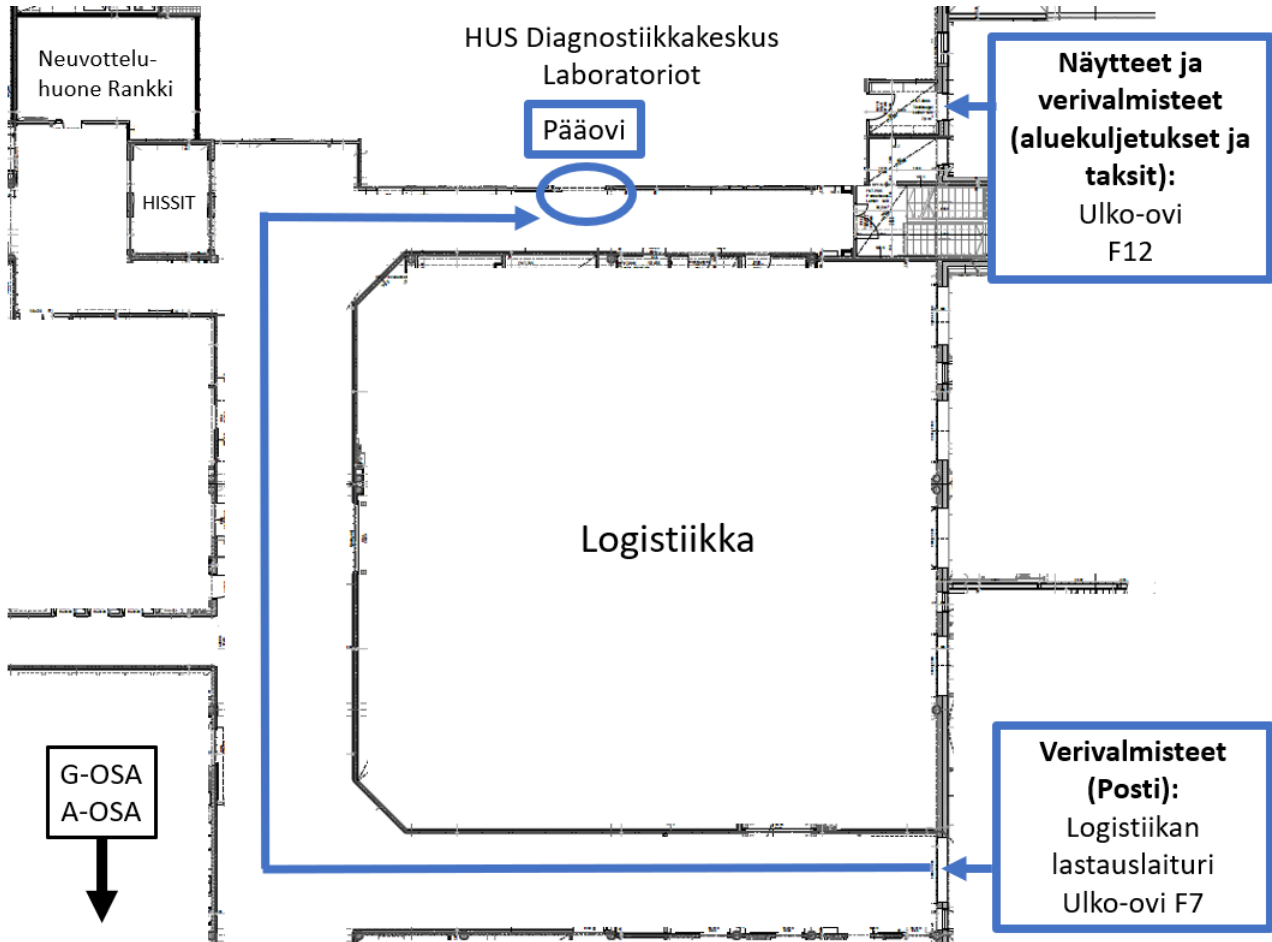 Neuvottelu-
huone Rankki
HISSIT
HUS Diagnostiikkakeskus
Laboratoriot
Pääovi
Näytteet ja
verivalmisteet
(aluekuljetukset ja
taksit):
Ulko-ovi
F12
Logistiikka
G-OSA
A-OSA
Verivalmisteet
(Posti):
Logistiikan
lastauslaituri
Ulko-ovi F7